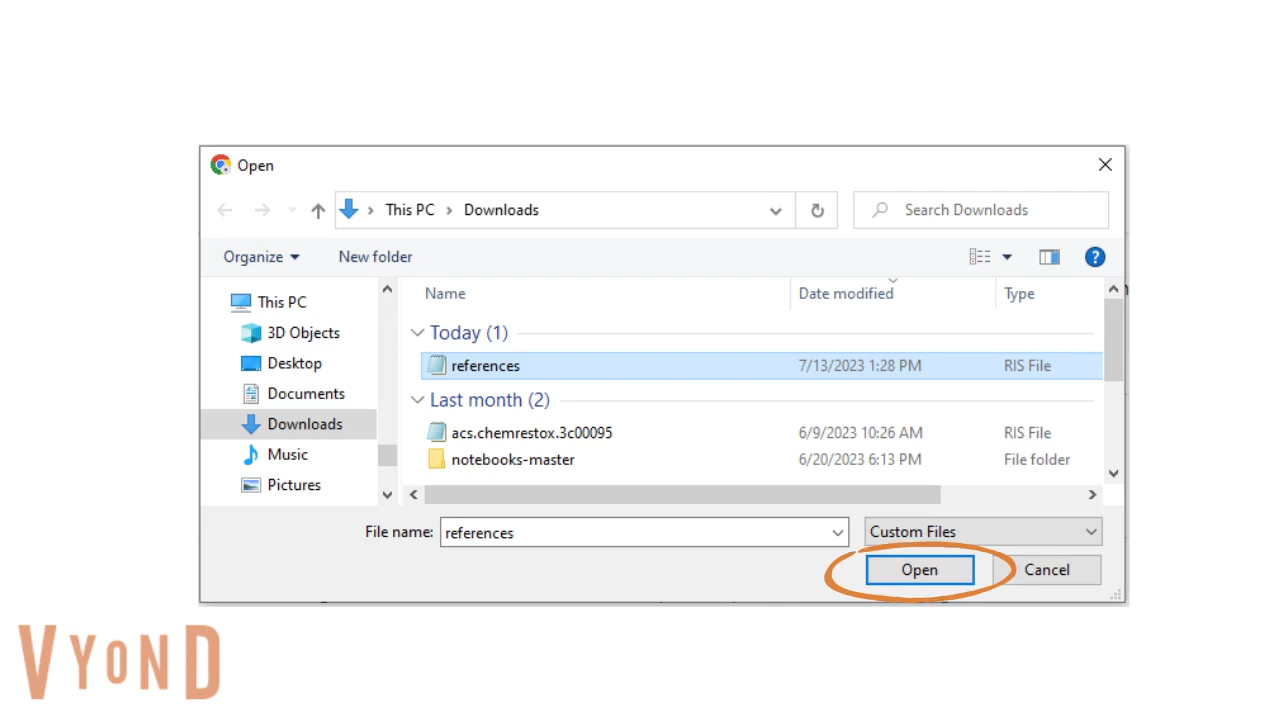 Open
This PC > Downloads
Search Downloads
Organize New folder
?
Name Date modified Type
This PC
3D Objects
Desktop
Documents
Downloads
Music
Pictures
Today (1)
references 7/13/2023 1:28 PM RIS File
Last month (2)
acs.chemrestox.3c00095 6/9/2023 10:26 AM RIS File
notebooks-master 6/20/2023 6:13 PM File folder
File name: references Custom Files
Open Cancel
VYOND